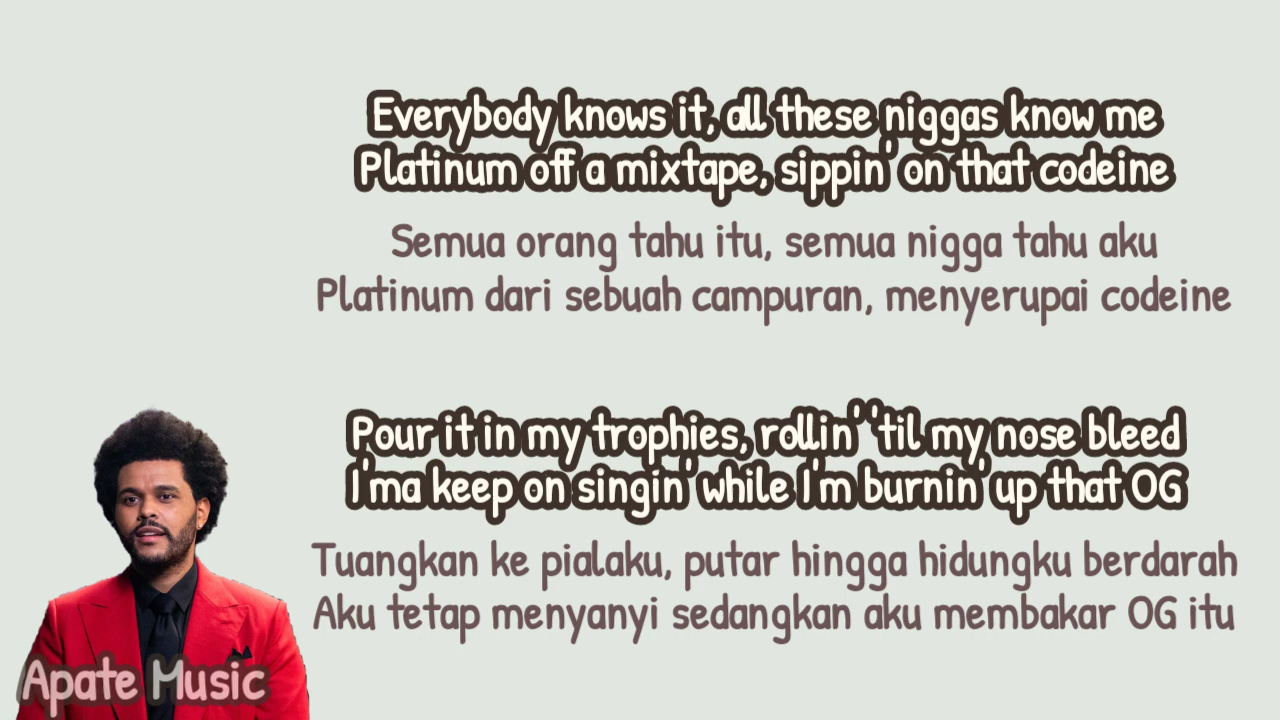 Everybody knows it, all these niggas know me
Platinum off a mixtape, sippin' on that codeine
Semua orang tahu itu, semua nigga tahu aku
Platinum dari sebuah campuran, menyerupai codeine
Pour it in my trophies, rollin' 'til my nose bleed
I'ma keep on singin' while I'm burnin' up that OG
Tuangkan ke pialaku, putar hingga hidungku berdarah
Aku tetap menyanyi sedangkan aku membakar OG itu
Apate Music